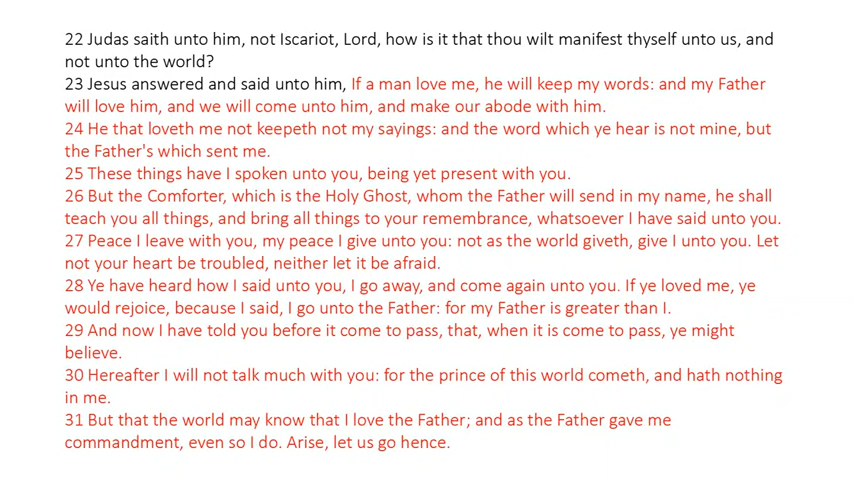 22 Judas saith unto him, not Iscariot, Lord, how is it that thou wilt manifest thyself unto us, and
not unto the world?
23 Jesus answered and said unto him, If a man love me, he will keep my words: and my Father
will love him, and we will come unto him, and make our abode with him.
24 He that loveth me not keepeth not my sayings: and the word which ye hear is not mine, but
the Father's which sent me.
25 These things have I spoken unto you, being yet present with you.
26 But the Comforter, which is the Holy Ghost, whom the Father will send in my name, he shall
teach you all things, and bring all things to your remembrance, whatsoever I have said unto you.
27 Peace I leave with you, my peace I give unto you: not as the world giveth, give I unto you. Let
not your heart be troubled, neither let it be afraid.
28 Ye have heard how I said unto you, I go away, and come again unto you. If ye loved me, ye
would rejoice, because I said, I go unto the Father: for my Father is greater than I.
29 And now I have told you before it come to pass, that, when it is come to pass, ye might
believe.
30 Hereafter I will not talk much with you: for the prince of this world cometh, and hath nothing
in me.
31 But that the world may know that I love the Father; and as the Father gave me
commandment, even so I do. Arise, let us go hence.